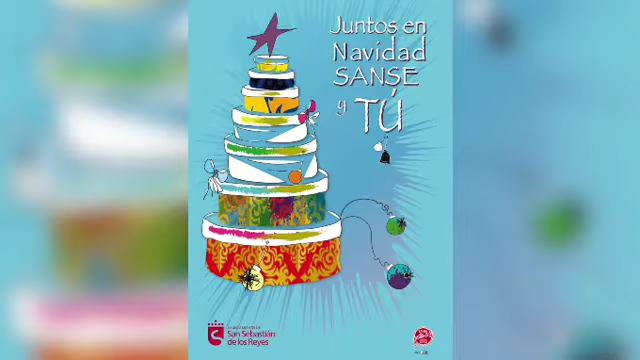 Juntos en
Navidad
SANSE
y TÚ
San Sebastián
de los Reyes